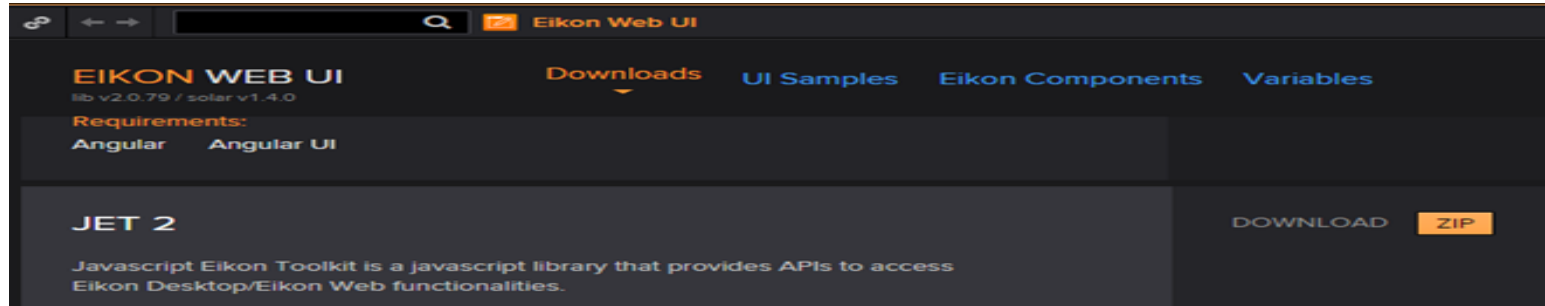 Eikon Web UI
EIKON WEB UI
Downloads UI Samples Eikon Components Variables
lib v2.0.79 / solar v1.4.0
Requirements:
Angular Angular UI
JET 2
DOWNLOAD ZIP
Javascript Eikon Toolkit is a javascript library that provides APIs to access
Eikon Desktop/Eikon Web functionalities.